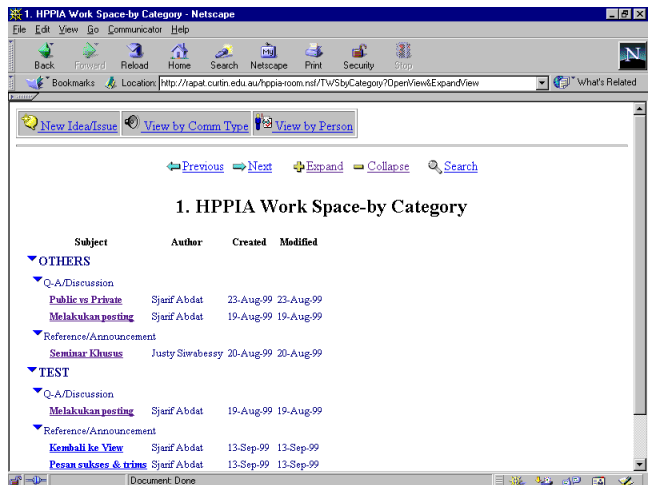 1. HPPIA Work Space-by Category - Netscape
File Edit View Go Communicator Help
Back Forward Reload Home Search Netscape Print Security Stop
My
N
Bookmarks Location: http://rapat.curtin.edu.au/hppia-room.nsf/TWSbyCategory?OpenView&ExpandView What's Related
New Idea/Issue View by Comm Type View by Person
Previous Next Expand Collapse Search
1. HPPIA Work Space-by Category
Subject Author Created Modified
OTHERS
Q-A/Discussion
Public vs Private Sjarif Abdat 23-Aug-99 23-Aug-99
Melakukan posting Sjarif Abdat 19-Aug-99 19-Aug-99
Reference/Announcement
Seminar Khusus Justy Siwabessy 20-Aug-99 20-Aug-99
TEST
Q-A/Discussion
Melakukan posting Sjarif Abdat 19-Aug-99 19-Aug-99
Reference/Announcement
Kembali ke View Sjarif Abdat 13-Sep-99 13-Sep-99
Pesan sukses & trims Sjarif Abdat 13-Sep-99 13-Sep-99
Document: Done